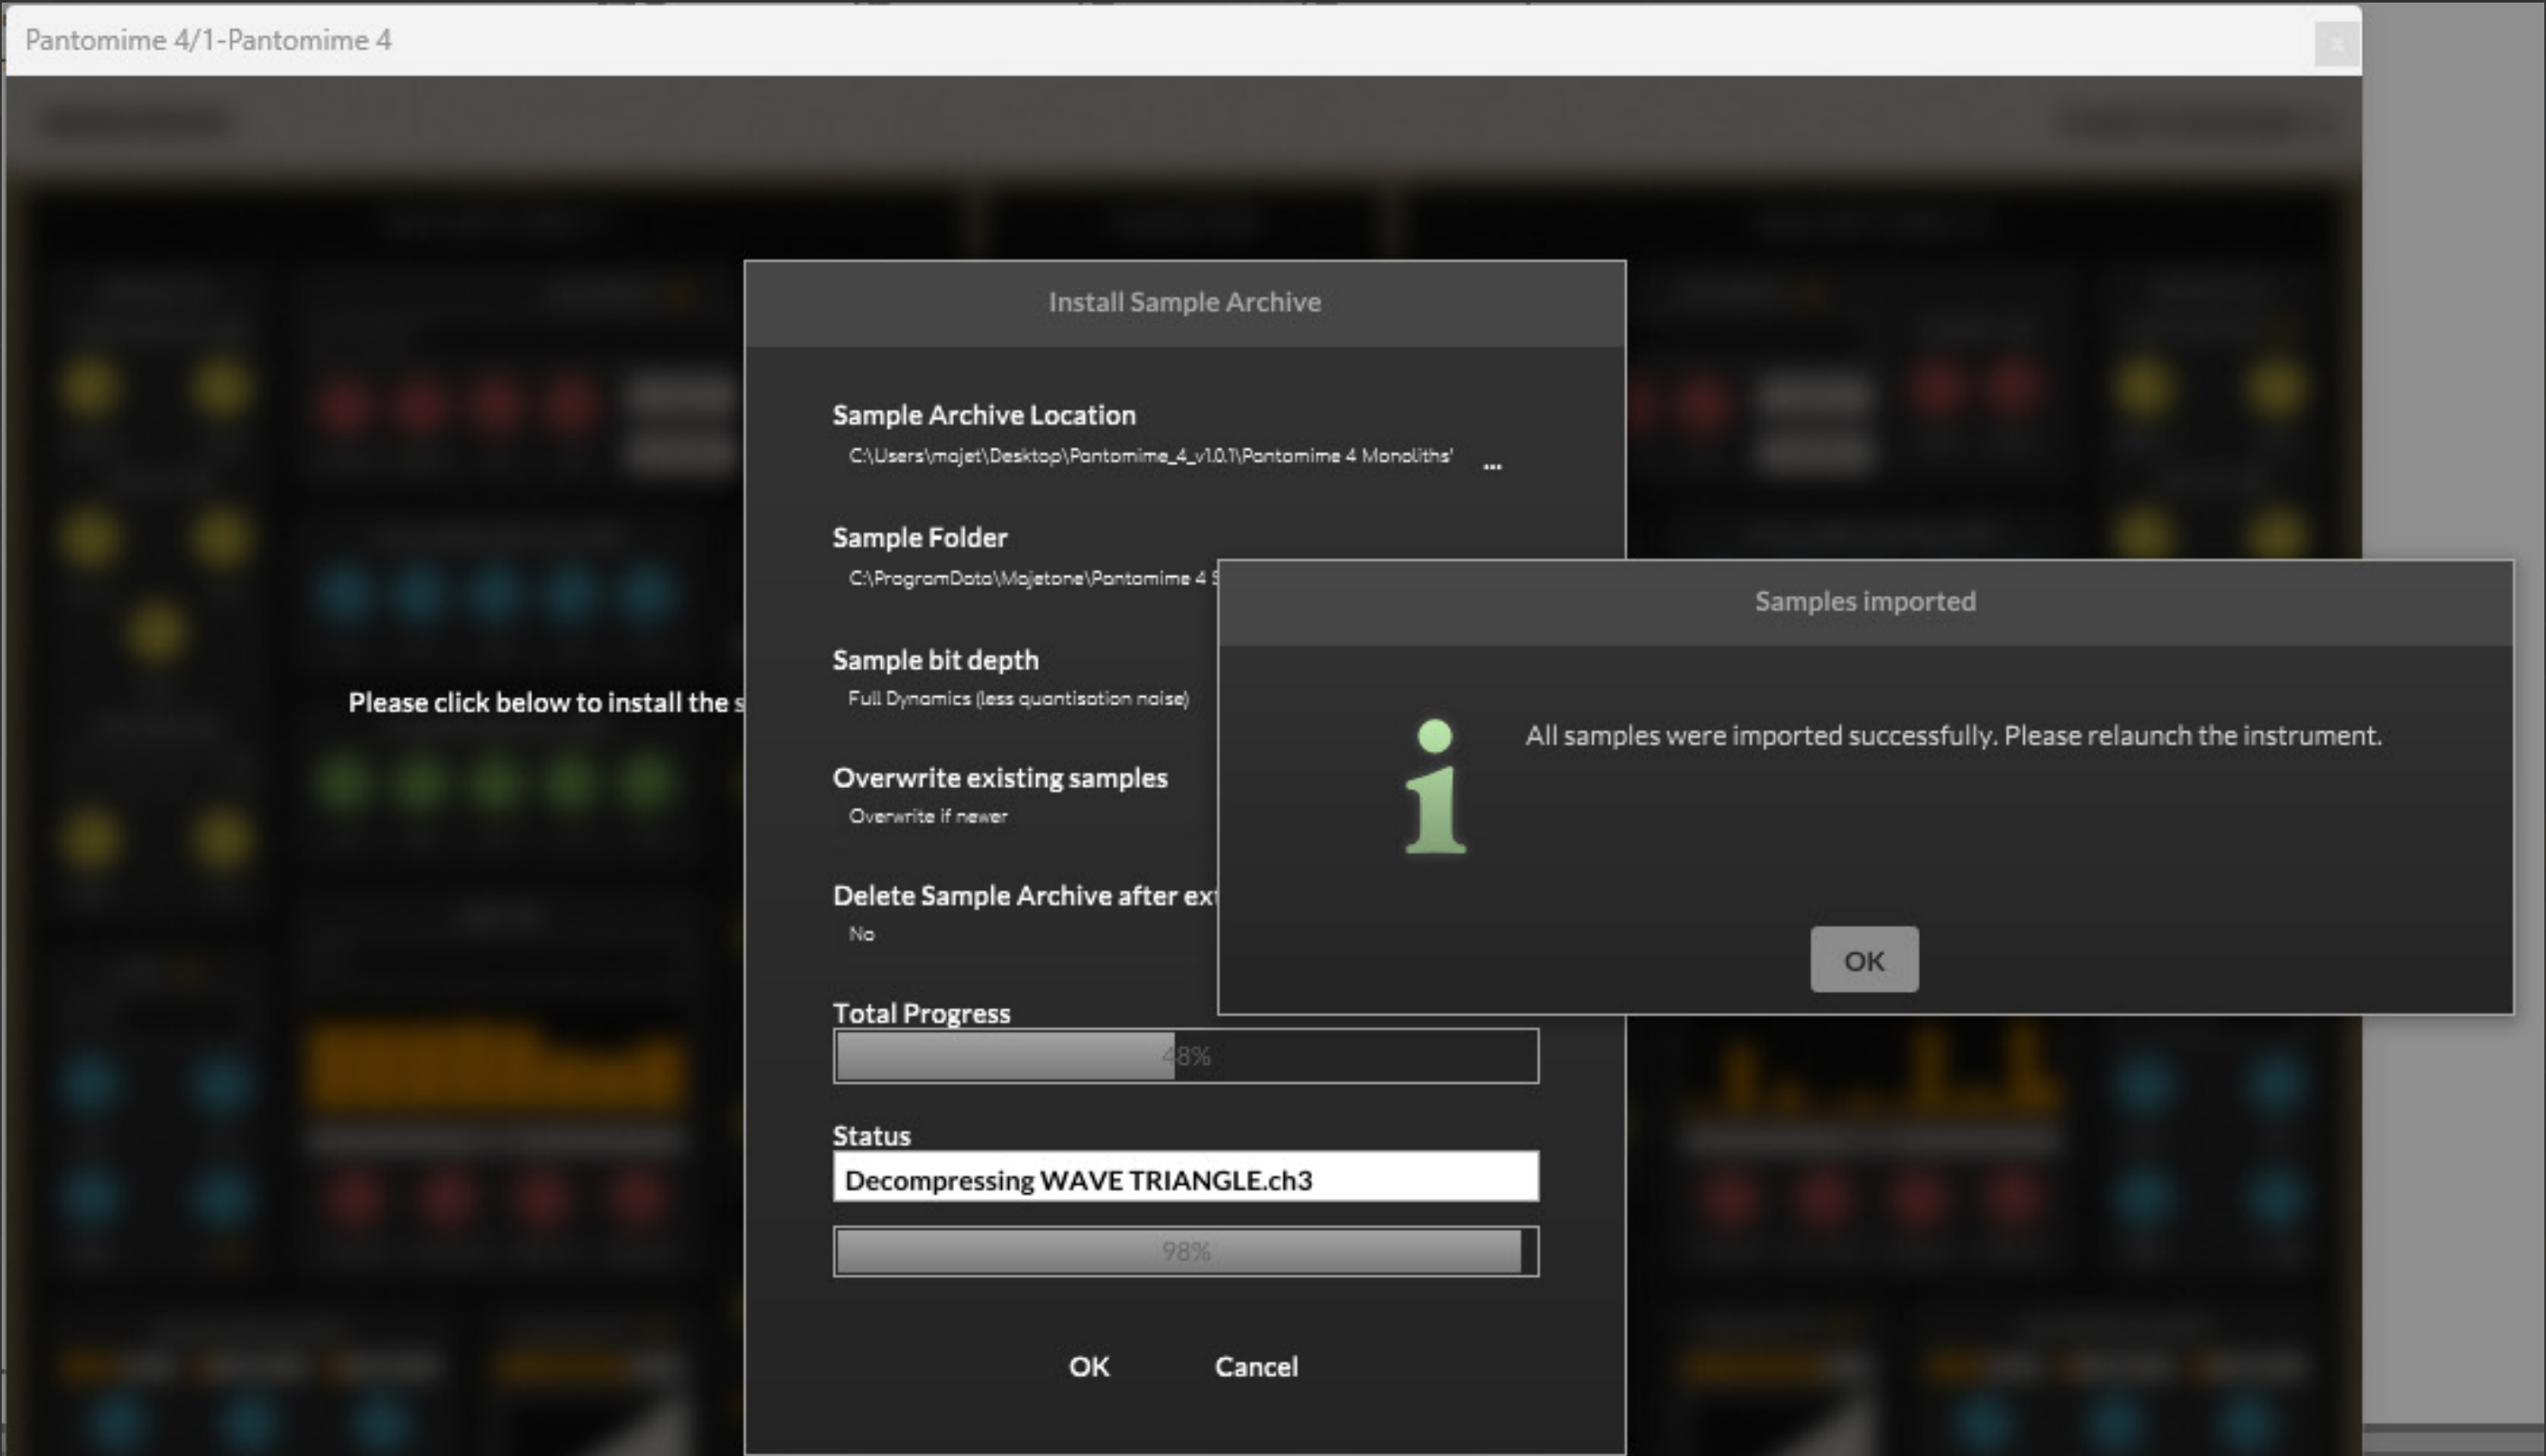 Pantomime 4/1-Pantomime 4
Install Sample Archive
Sample Archive Location
C:\Users\majet\Desktop\Pantomime_4_v1.0.1\Pantomime 4 Monoliths'
...
Sample Folder
C:\ProgramData\Majetone\Pantomime 4 S
Sample bit depth
Full Dynamics (less quantisation noise)
Please click below to install the s
Overwrite existing samples
Overwrite if newer
Delete Sample Archive after ext
No
Total Progress
48%
Status
Decompressing WAVE TRIANGLE.ch3
98%
OK
Cancel
Samples imported
All samples were imported successfully. Please relaunch the instrument.
OK